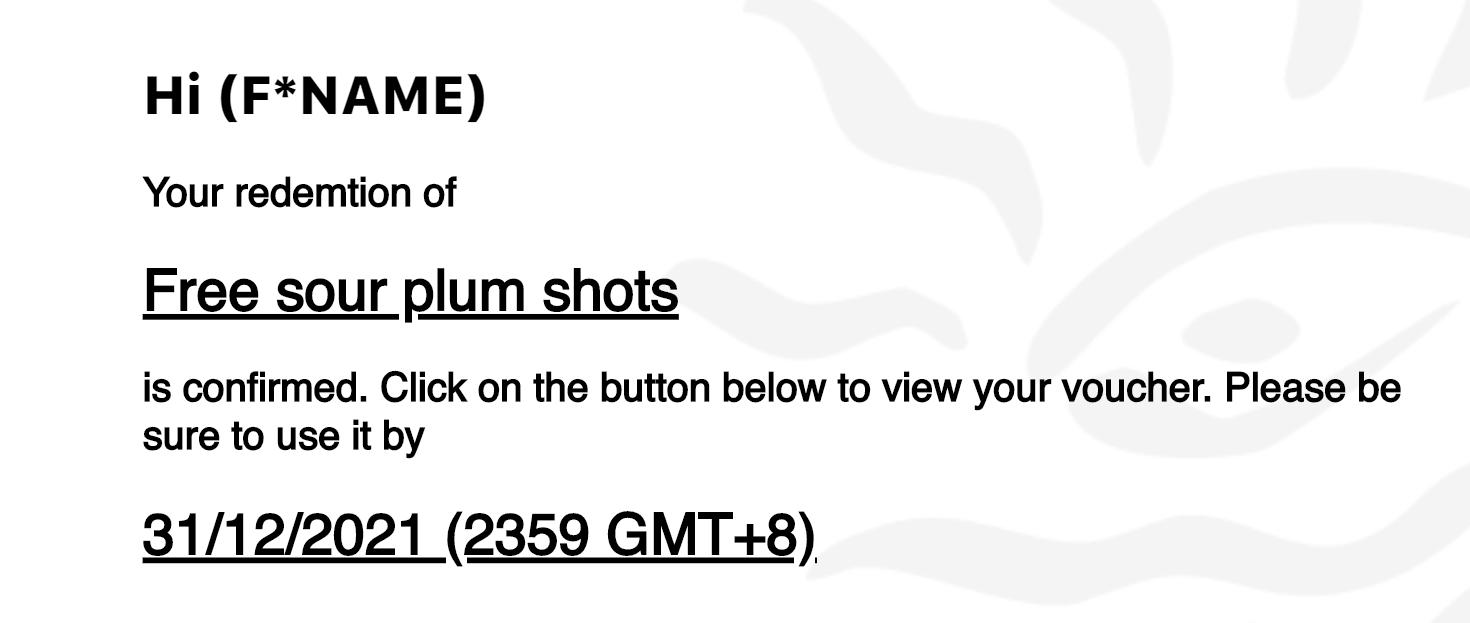 Hi (F*NAME)
Your redemtion of
Free sour plum shots
is confirmed. Click on the button below to view your voucher. Please be
sure to use it by
31/12/2021 (2359 GMT+8)